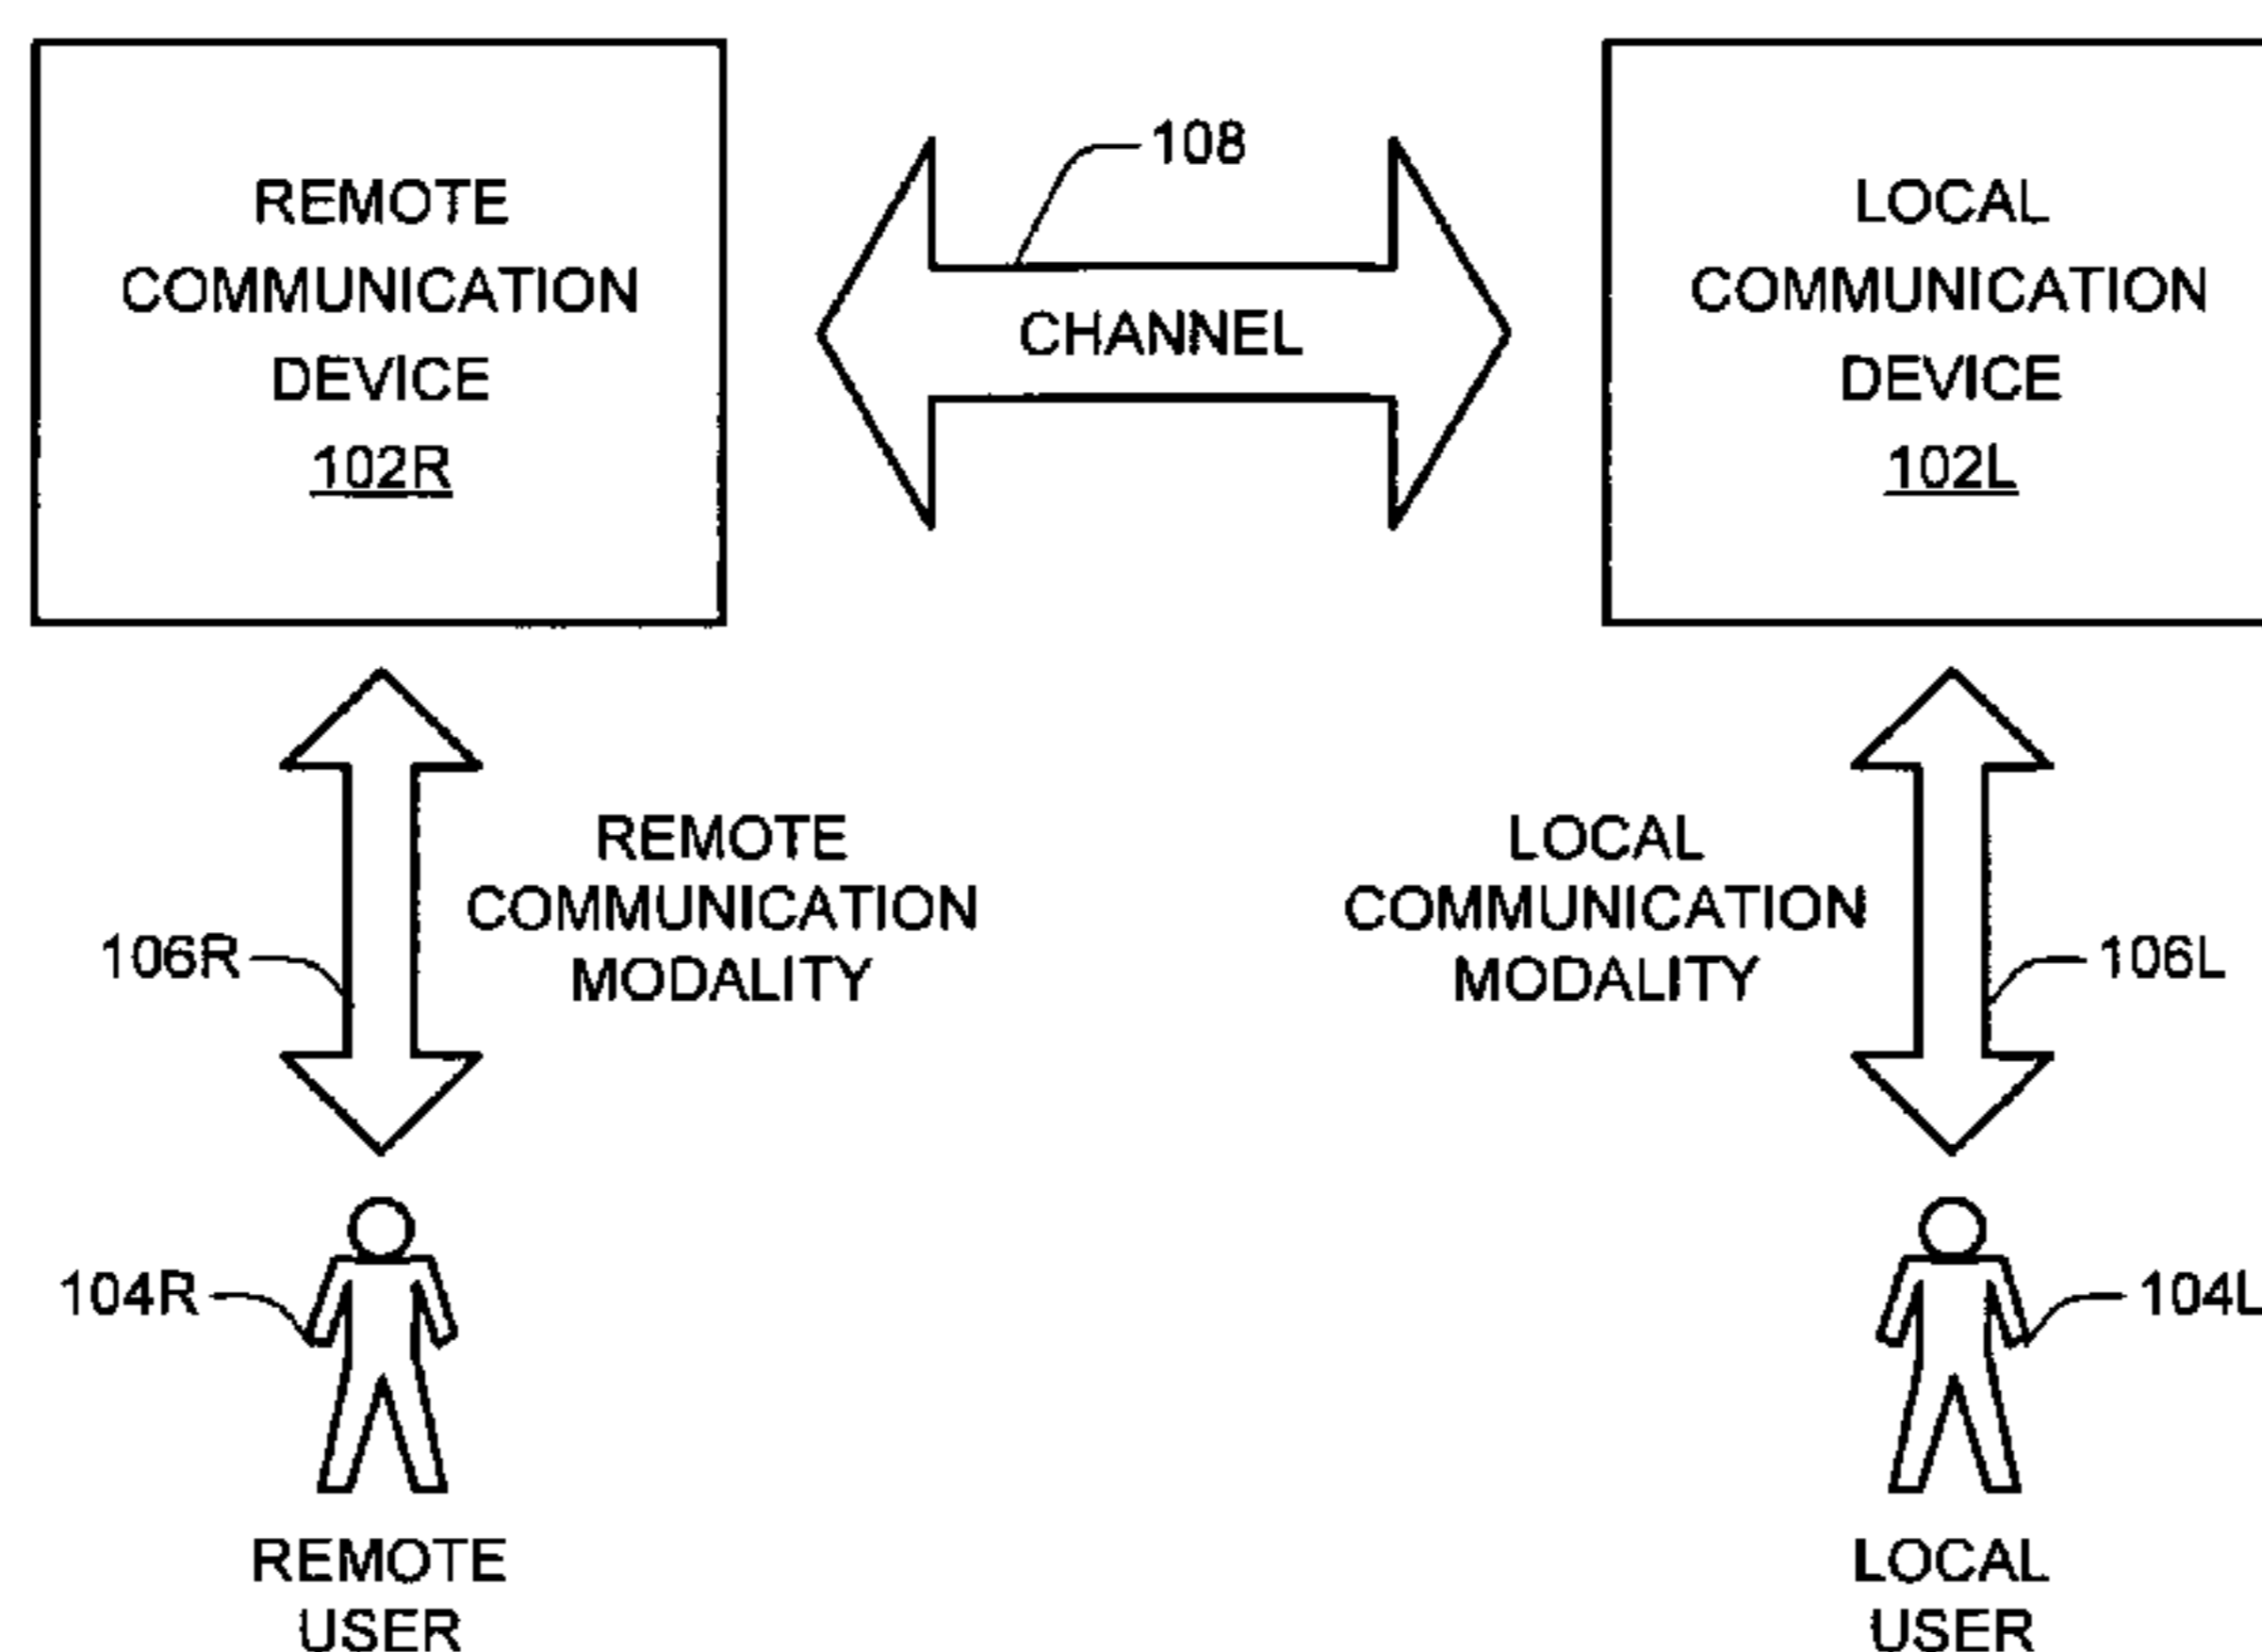 REMOTE
COMMUNICATION
DEVICE
102R
108
CHANNEL
LOCAL
COMMUNICATION
DEVICE
102L
106R
REMOTE
COMMUNICATION
MODALITY
LOCAL
COMMUNICATION
MODALITY
106L
104R
104L
REMOTE
USER
LOCAL
USER